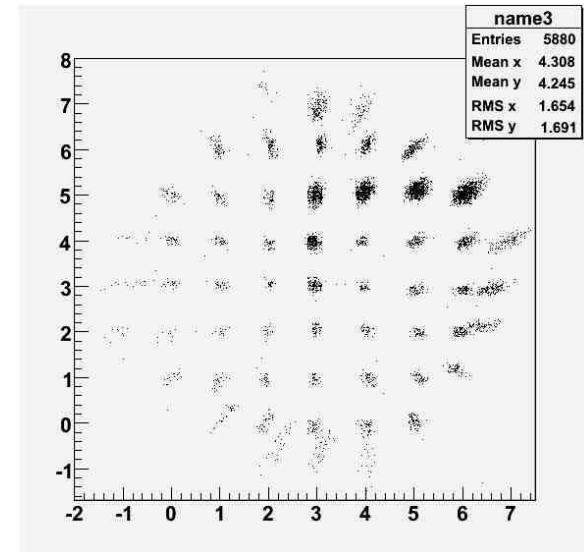 name3
Entries 5880
Mean x 4.308
Mean y 4.245
RMS x 1.654
RMS y 1.691
8
7
6
5
4
3
2
1
0
-1
-2 -1 0 1 2 3 4 5 6 7